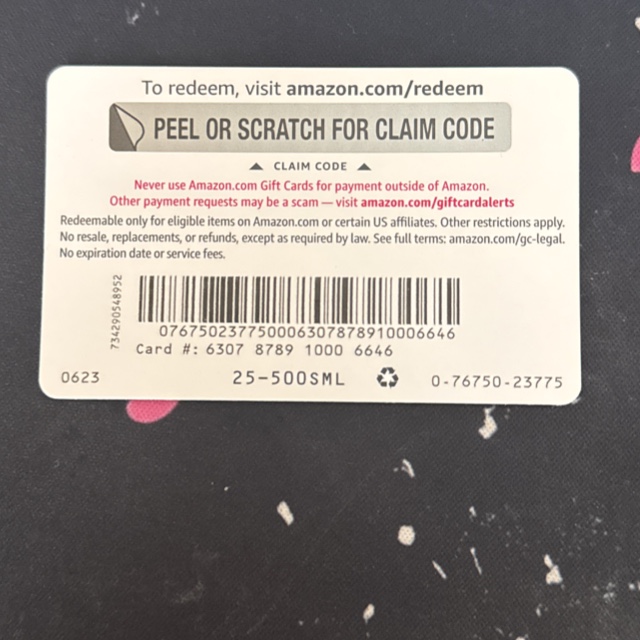 To redeem, visit amazon.com/redeem
PEEL OR SCRATCH FOR CLAIM CODE
▲ CLAIM CODE ▲
Never use Amazon.com Gift Cards for payment outside of Amazon.
Other payment requests may be a scam — visit amazon.com/giftcardalerts
Redeemable only for eligible items on Amazon.com or certain US affiliates. Other restrictions apply.
No resale, replacements, or refunds, except as required by law. See full terms: amazon.com/gc-legal.
No expiration date or service fees.
734290548952
076750237750006307878910006646
Card #: 6307 8789 1000 6646
0623 25-500SML 0-76750-23775